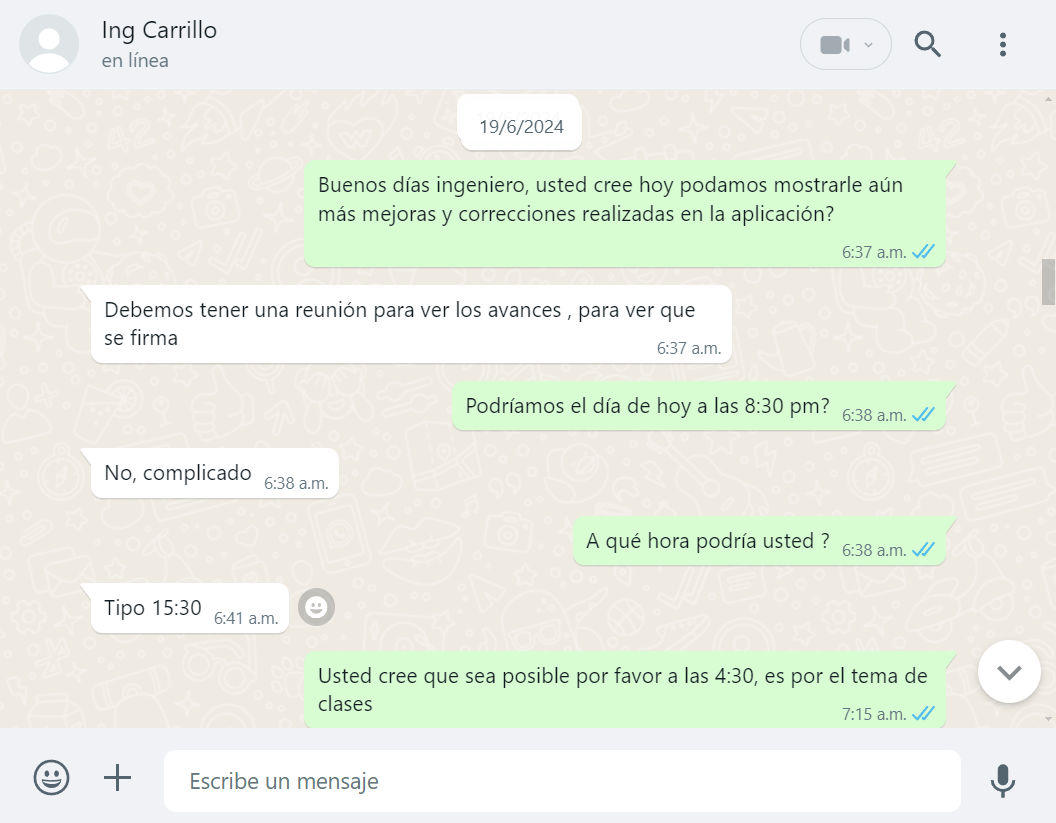 Ing Carrillo
en línea
19/6/2024
Buenos días ingeniero, usted cree hoy podamos mostrarle aún
más mejoras y correcciones realizadas en la aplicación?
6:37 a.m.
Debemos tener una reunión para ver los avances , para ver que
se firma
6:37 a.m.
Podríamos el día de hoy a las 8:30 pm? 6:38 a.m.
No, complicado 6:38 a.m.
A qué hora podría usted ? 6:38 a.m.
Tipo 15:30 6:41 a.m.
Usted cree que sea posible por favor a las 4:30, es por el tema de
clases
7:15 a.m.
Escribe un mensaje